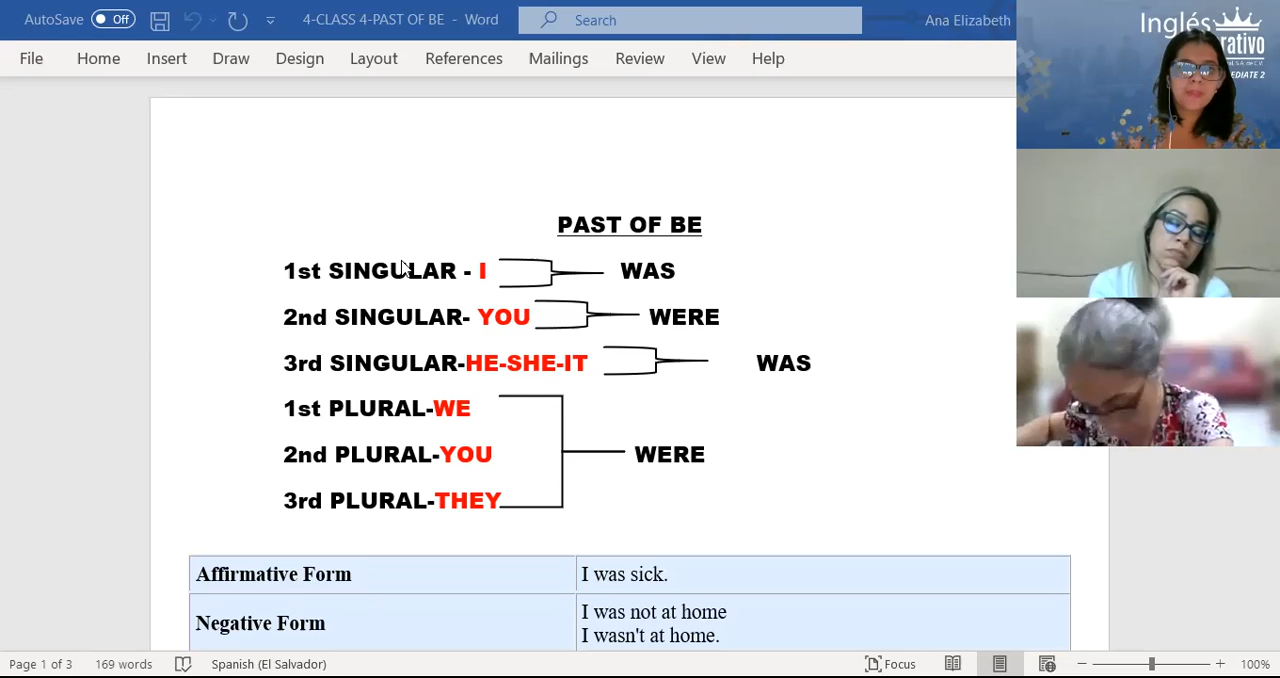 AutoSave Off 4-CLASS 4-PAST OF BE - Word Search Ana Elizabeth
File Home Insert Draw Design Layout References Mailings Review View Help
Inglés
PAST OF BE
1st SINGULAR - I WAS
2nd SINGULAR- YOU WERE
3rd SINGULAR-HE-SHE-IT WAS
1st PLURAL-WE
2nd PLURAL-YOU WERE
3rd PLURAL-THEY
Affirmative Form I was sick.
Negative Form I was not at home
I wasn't at home.
Page 1 of 3 169 words Spanish (El Salvador) Focus 100%